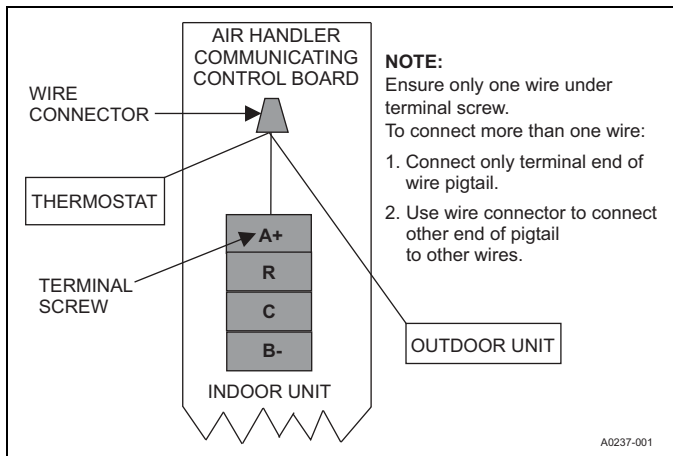 AIR HANDLER
COMMUNICATING
CONTROL BOARD
WIRE
CONNECTOR
THERMOSTAT
TERMINAL
SCREW
A+
R
C
B-
INDOOR UNIT
OUTDOOR UNIT
NOTE:
Ensure only one wire under
terminal screw.
To connect more than one wire:
1. Connect only terminal end of
wire pigtail.
2. Use wire connector to connect
other end of pigtail
to other wires.
A0237-001